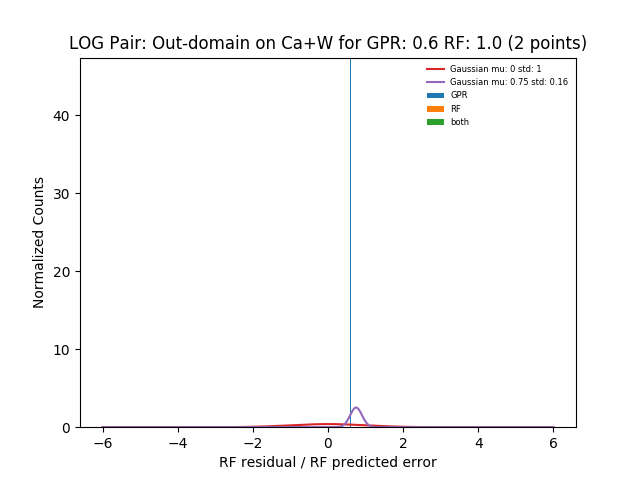 LOG Pair: Out-domain on Ca+W for GPR: 0.6 RF: 1.0 (2 points)
Gaussian mu: 0 std: 1
Gaussian mu: 0.75 std: 0.16
GPR
RF
both
Normalized Counts
40
30
20
10
0
−6 −4 −2 0 2 4 6
RF residual / RF predicted error